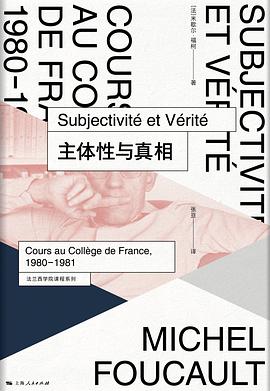 COURS
AU CO
DE FRA
1980-1
SUBJECTIVIT
ET VÉRITÉ
[法]米歇尔·福柯 著
Subjectivité et Vérité
主体性与真相
张亘 译
Cours au Collège de France,
1980-1981
法兰西学院课程系列
MICHEL
FOUCAULT
上海人民出版社